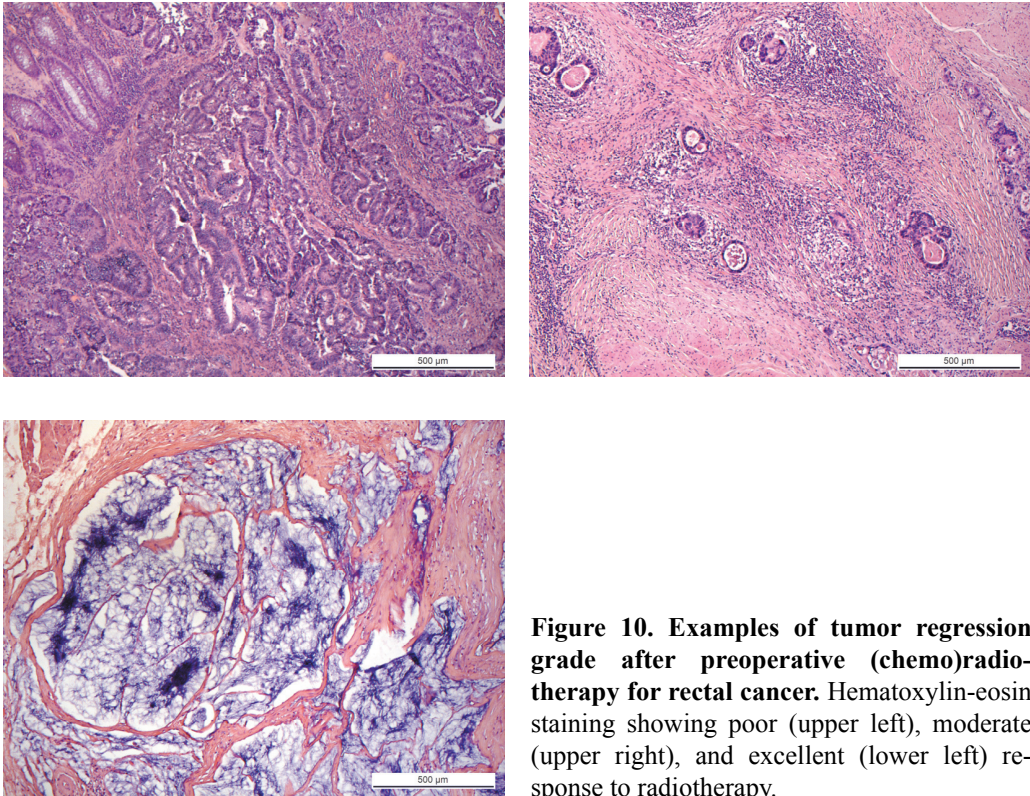 500 µm
500 µm
500 µm
Figure 10. Examples of tumor regression
grade after preoperative (chemo)radio-
therapy for rectal cancer. Hematoxylin-eosin
staining showing poor (upper left), moderate
(upper right), and excellent (lower left) re-
sponse to radiotherapy.